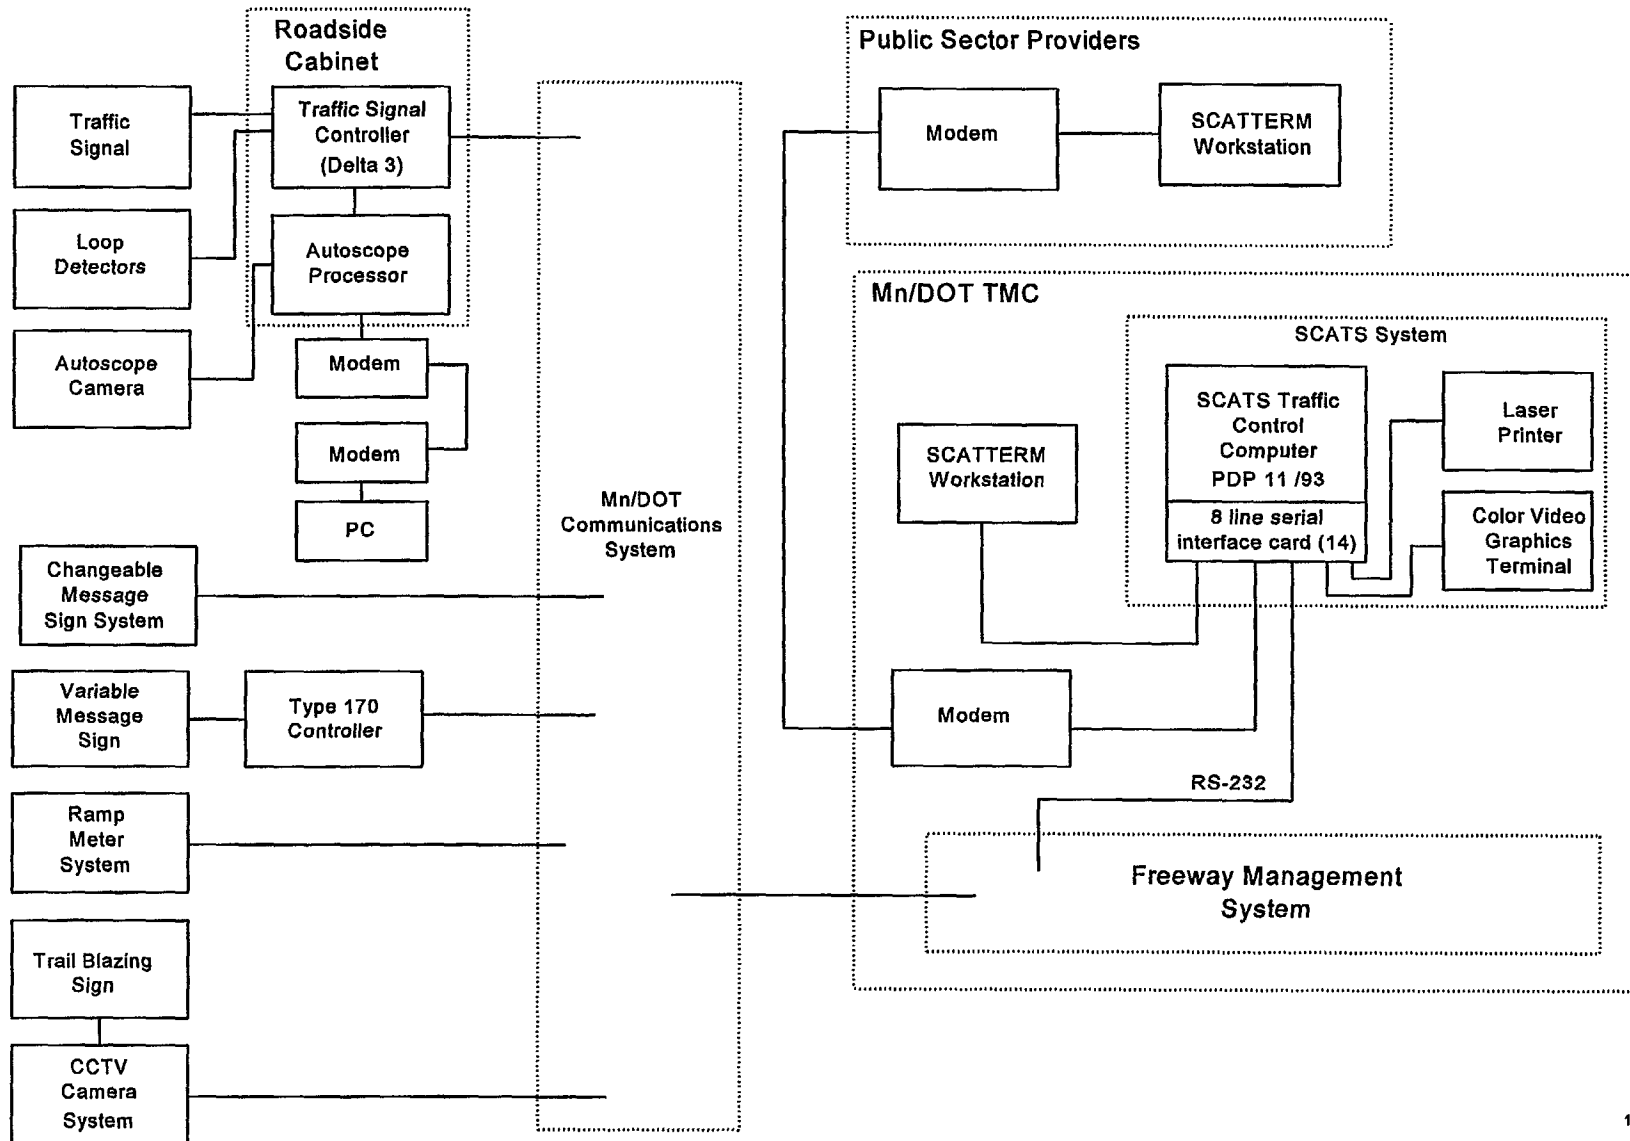 Roadside
Cabinet
Traffic
Signal
Traffic Signal
Controller
(Delta 3)
Loop
Detectors
Autoscope
Processor
Autoscope
Camera
Modem
Modem
PC
Changeable
Message
Sign System
Variable
Message
Sign
Type 170
Controller
Ramp
Meter
System
Trail Blazing
Sign
CCTV
Camera
System
Mn/DOT
Communications
System
Public Sector Providers
Modem
SCATTERM
Workstation
Mn/DOT TMC
SCATS System
SCATS Traffic
Control
Computer
PDP 11 /93
8 line serial
interface card (14)
Laser
Printer
Color Video
Graphics
Terminal
SCATTERM
Workstation
Modem
RS-232
Freeway Management
System
1